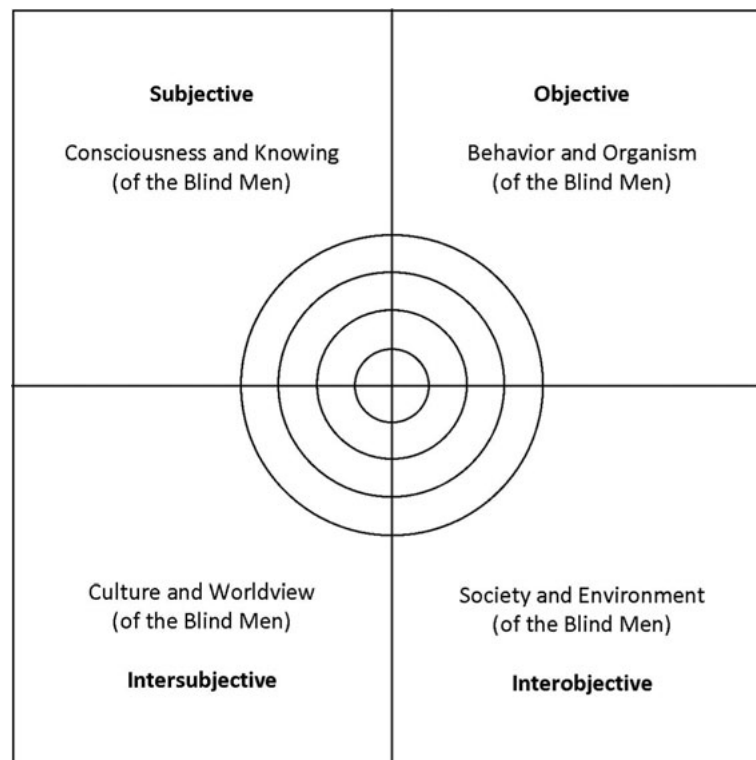 Subjective
Consciousness and Knowing
(of the Blind Men)
Objective
Behavior and Organism
(of the Blind Men)
Culture and Worldview
(of the Blind Men)
Intersubjective
Society and Environment
(of the Blind Men)
Interobjective